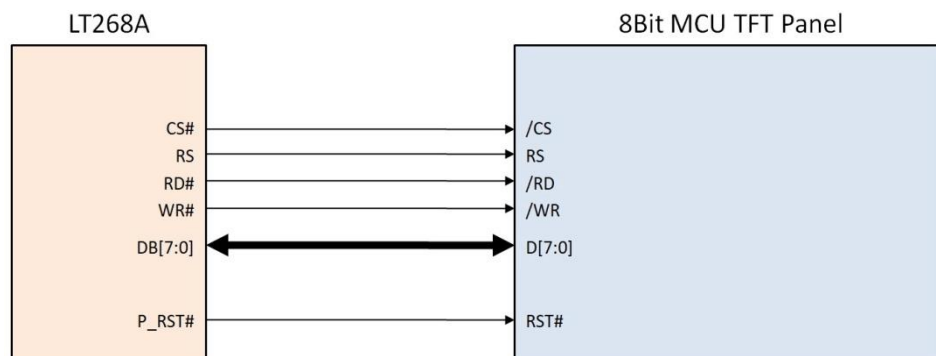 LT268A
8Bit MCU TFT Panel
CS#
/CS
RS
RS
RD#
/RD
WR#
/WR
DB[7:0]
D[7:0]
P_RST#
RST#